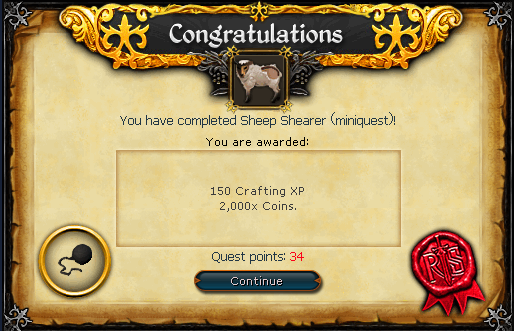 Congratulations
You have completed Sheep Shearer (miniquest)!
You are awarded:
150 Crafting XP
2,000x Coins.
Quest points: 34
Continue